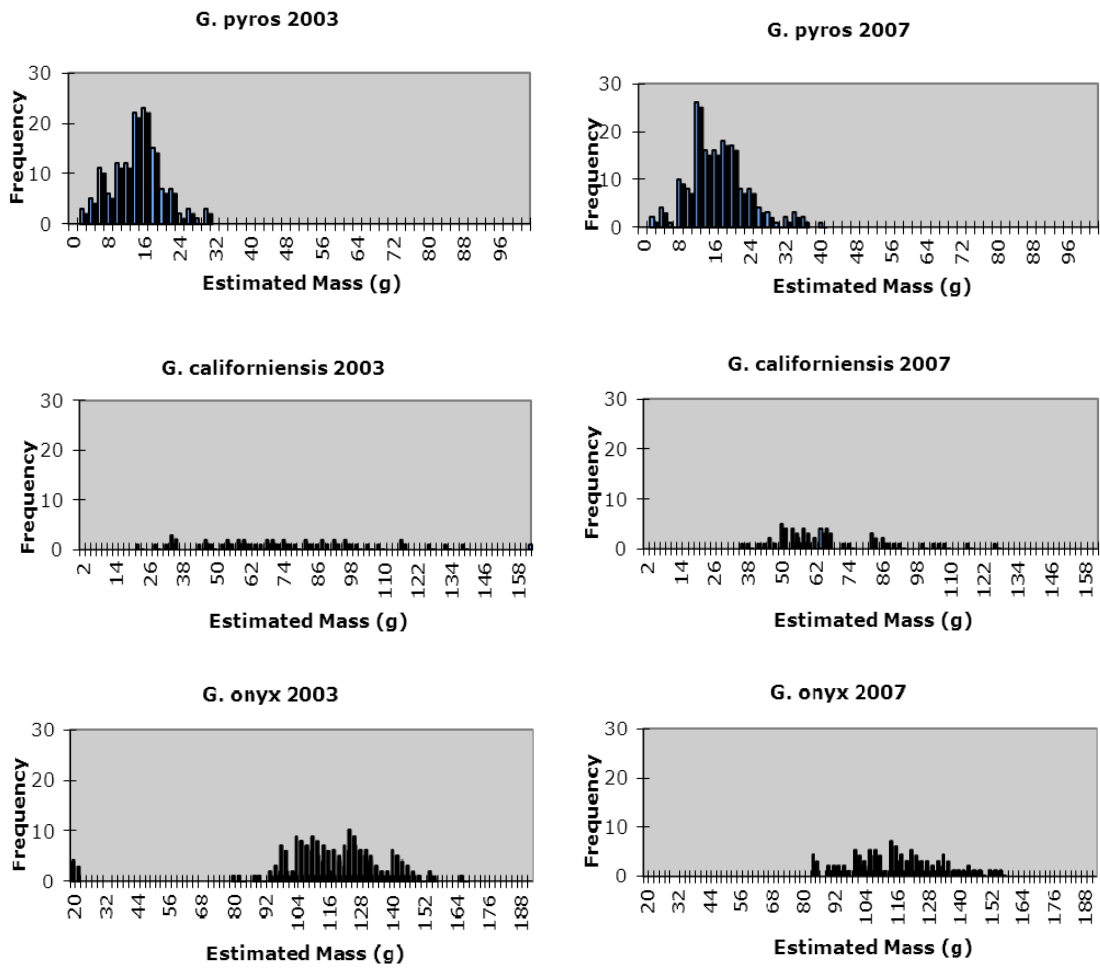 G. pyros 2003
Frequency
30
20
10
0
0 8 16 24 32 40 48 56 64 72 80 88 96
Estimated Mass (g)
G. pyros 2007
Frequency
30
20
10
0
0 8 16 24 32 40 48 56 64 72 80 88 96
Estimated Mass (g)
G. californiensis 2003
Frequency
30
20
10
0
2 14 26 38 50 62 74 86 98 110 122 134 146 158
Estimated Mass (g)
G. californiensis 2007
Frequency
30
20
10
0
2 14 26 38 50 62 74 86 98 110 122 134 146 158
Estimated Mass (g)
G. onyx 2003
Frequency
30
20
10
0
20 32 44 56 68 80 92 104 116 128 140 152 164 176 188
Estimated Mass (g)
G. onyx 2007
Frequency
30
20
10
0
20 32 44 56 68 80 92 104 116 128 140 152 164 176 188
Estimated Mass (g)